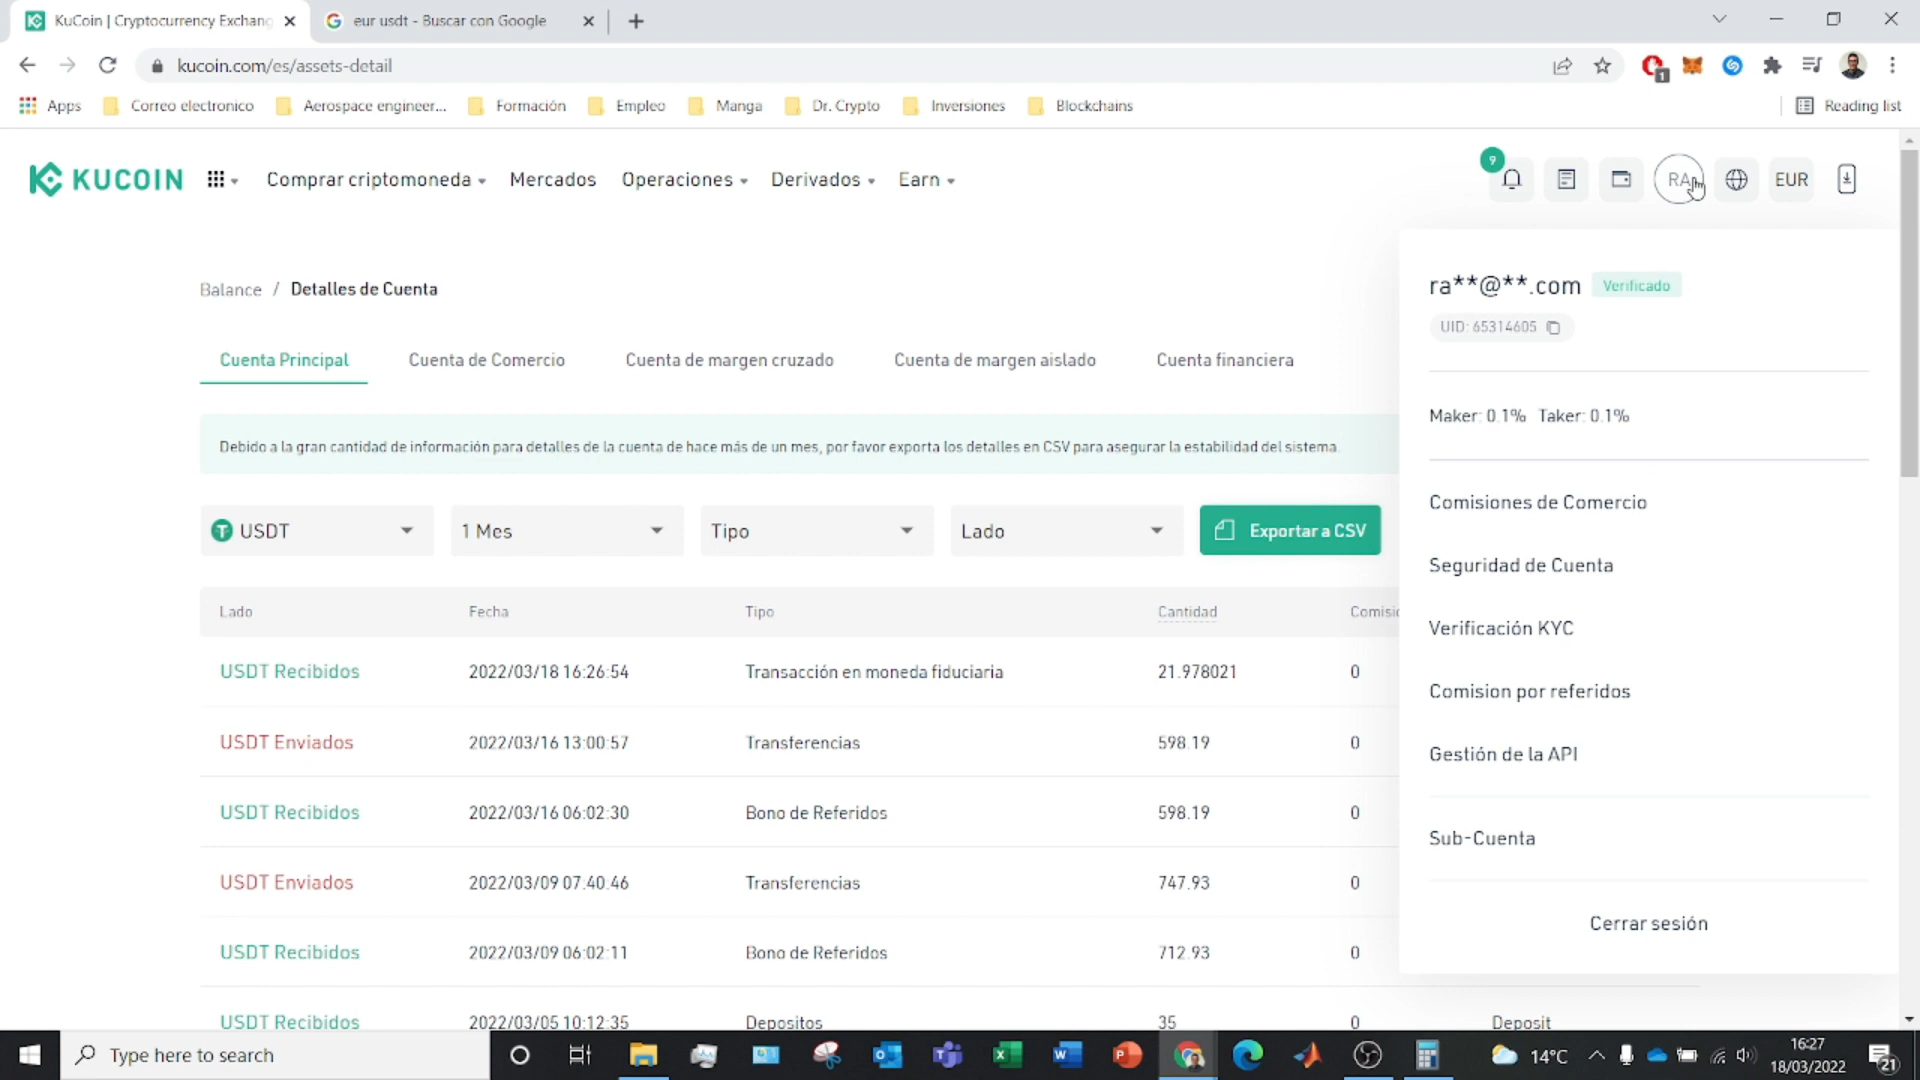 KuCoin | Cryptocurrency Exchang
eur usdt - Buscar con Google
kucoin.com/es/assets-detail
1
Apps
Correo electronico
Aerospace engineer...
Formación
Empleo
Manga
Dr. Crypto
Inversiones
Blockchains
Reading list
KUCOIN
Comprar criptomoneda
Mercados
Operaciones
Derivados
Earn
9
RA
EUR
Balance / Detalles de Cuenta
ra**@**.com
Verificado
UID: 65314605
Cuenta Principal
Cuenta de Comercio
Cuenta de margen cruzado
Cuenta de margen aislado
Cuenta financiera
Maker: 0.1% Taker: 0.1%
Debido a la gran cantidad de información para detalles de la cuenta de hace más de un mes, por favor exporta los detalles en CSV para asegurar la estabilidad del sistema.
USDT
1 Mes
Tipo
Lado
Exportar a CSV
Comisiones de Comercio
Seguridad de Cuenta
Verificación KYC
Comision por referidos
Gestión de la API
Sub-Cuenta
Cerrar sesión
Lado Fecha Tipo Cantidad Comisi
USDT Recibidos 2022/03/18 16:26:54 Transacción en moneda fiduciaria 21.978021 0
USDT Enviados 2022/03/16 13:00:57 Transferencias 598.19 0
USDT Recibidos 2022/03/16 06:02:30 Bono de Referidos 598.19 0
USDT Enviados 2022/03/09 07:40:46 Transferencias 747.93 0
USDT Recibidos 2022/03/09 06:02:11 Bono de Referidos 712.93 0
USDT Recibidos 2022/03/05 10:12:35 Depositos 35 0 Deposit
Type here to search
14°C
16:27
18/03/2022
21